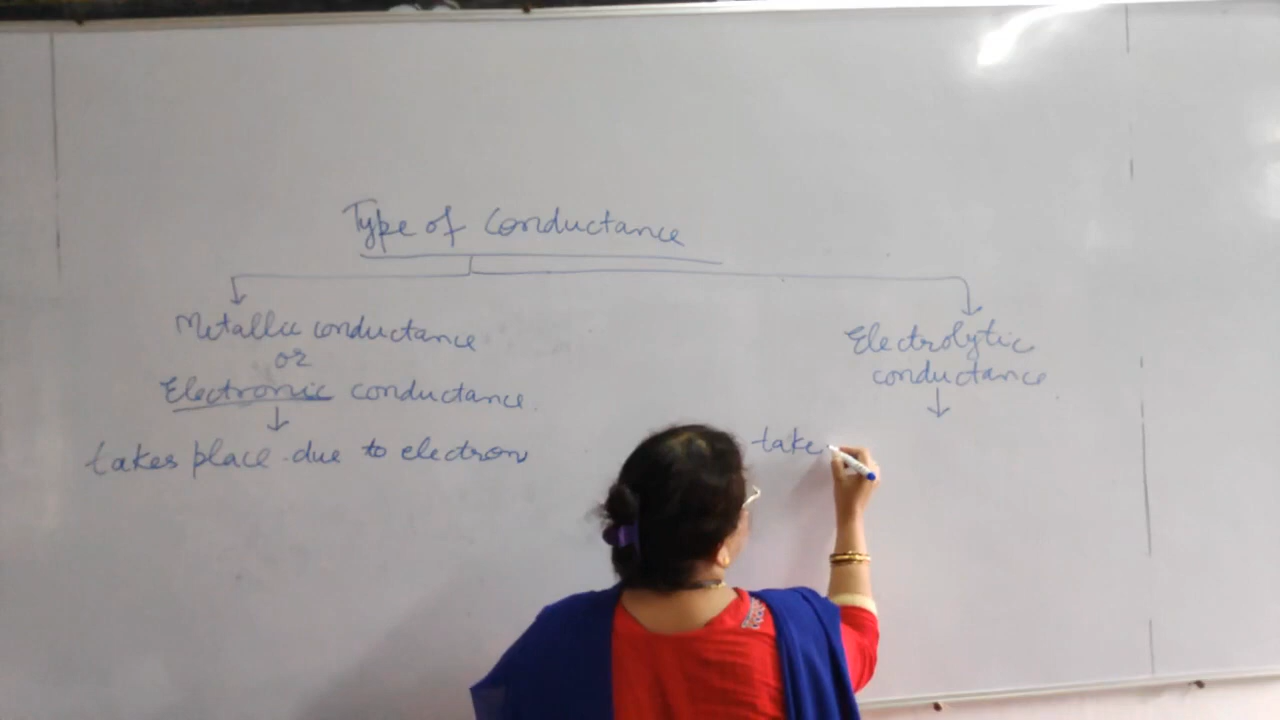 Type of Conductance
Metallic conductance
or
Electronic conductance.
takes place due to electron
Electrolytic
conductance
take